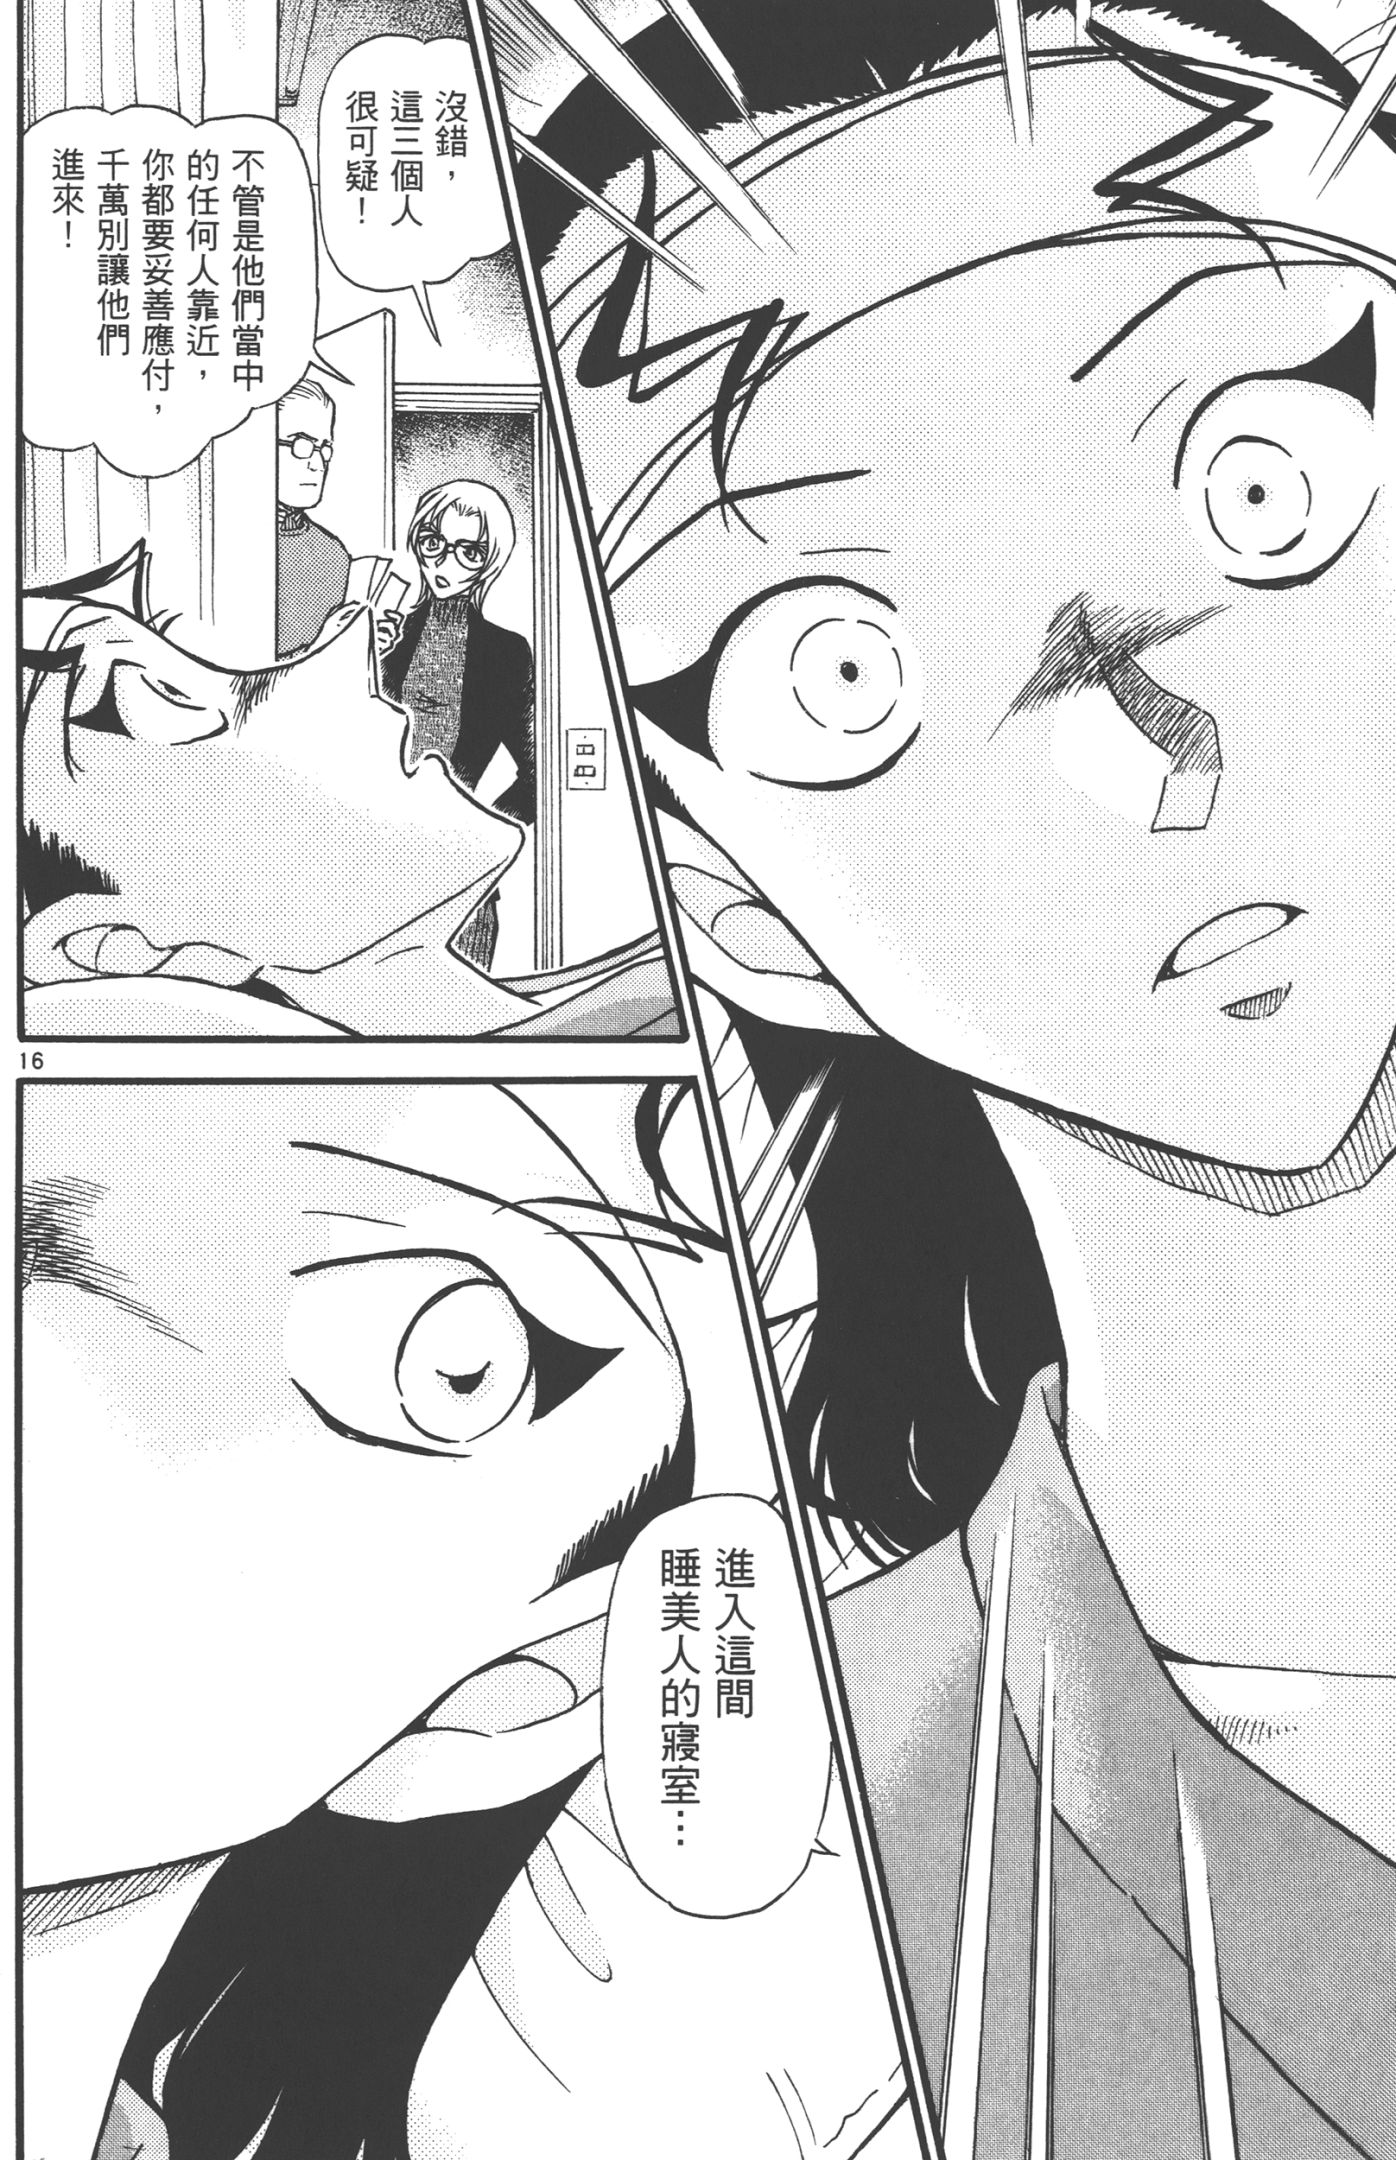 沒錯，
這三個人
很可疑！
不管是他們當中
的任何人靠近，
你都要妥善應付，
千萬別讓他們
進來！
16
進入這間
睡美人的寢室…